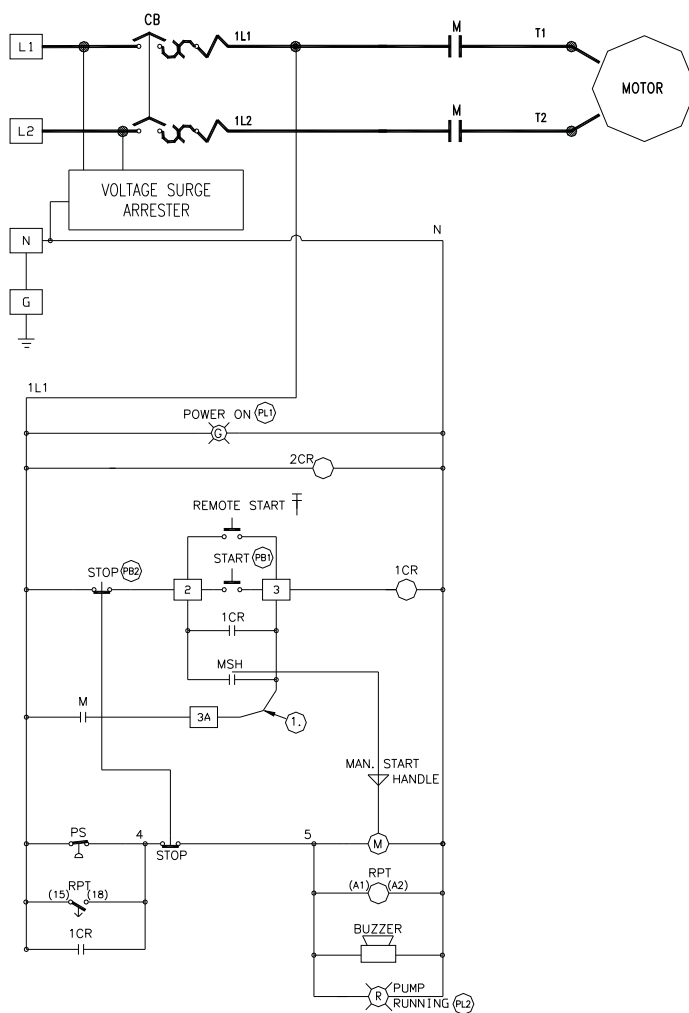 CB
L1
1L1
M
T1
MOTOR
L2
1L2
M
T2
VOLTAGE SURGE
ARRESTER
N
N
G
1L1
POWER ON PL1
G
2CR
REMOTE START
START PB1
STOP PB2
2
3
1CR
1CR
MSH
M
3A
1.
MAN. START
HANDLE
PS
4
STOP
5
M
RPT
(15) (18)
RPT
(A1) (A2)
1CR
BUZZER
R
PUMP
RUNNING PL2